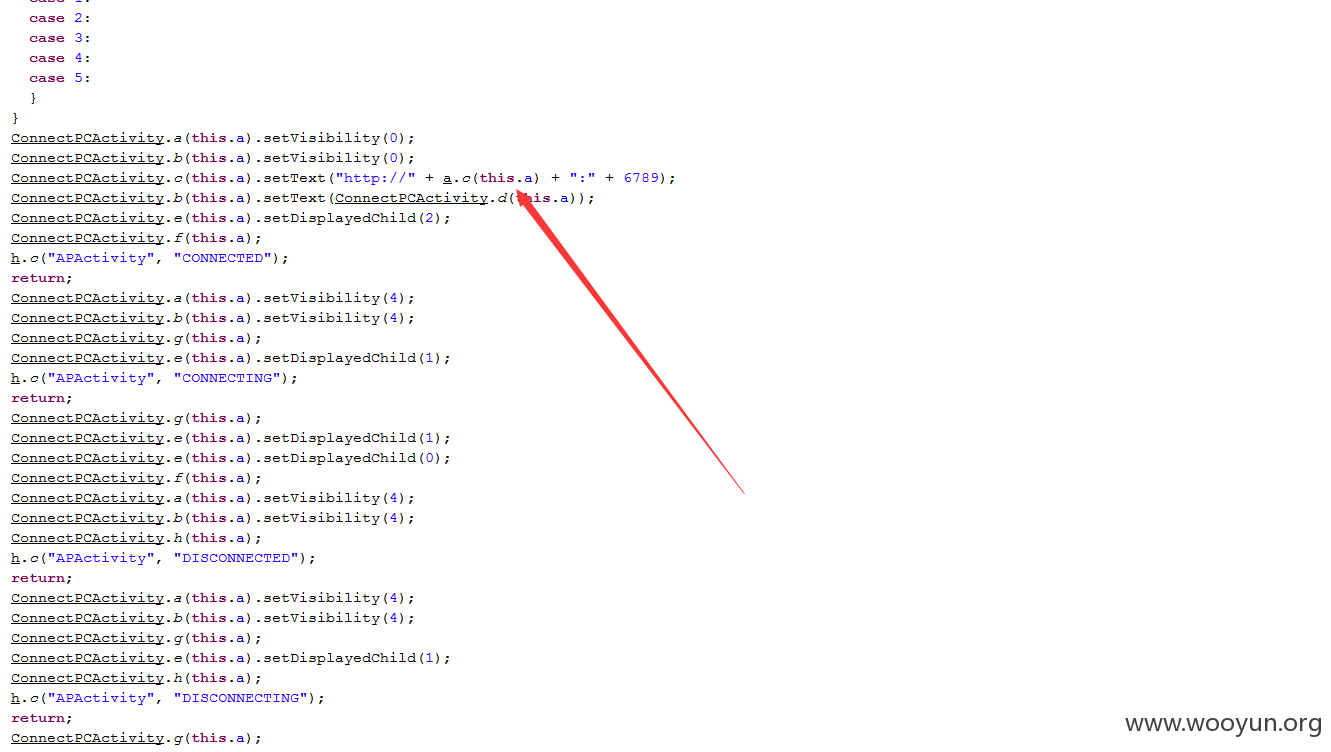 case 1:
case 2:
case 3:
case 4:
case 5:
}
}
ConnectPCActivity.a(this.a).setVisibility(0);
ConnectPCActivity.b(this.a).setVisibility(0);
ConnectPCActivity.c(this.a).setText("http://" + a.c(this.a) + ":" + 6789);
ConnectPCActivity.b(this.a).setText(ConnectPCActivity.d(this.a));
ConnectPCActivity.e(this.a).setDisplayedChild(2);
ConnectPCActivity.f(this.a);
h.c("APActivity", "CONNECTED");
return;
ConnectPCActivity.a(this.a).setVisibility(4);
ConnectPCActivity.b(this.a).setVisibility(4);
ConnectPCActivity.g(this.a);
ConnectPCActivity.e(this.a).setDisplayedChild(1);
h.c("APActivity", "CONNECTING");
return;
ConnectPCActivity.g(this.a);
ConnectPCActivity.e(this.a).setDisplayedChild(1);
ConnectPCActivity.e(this.a).setDisplayedChild(0);
ConnectPCActivity.f(this.a);
ConnectPCActivity.a(this.a).setVisibility(4);
ConnectPCActivity.b(this.a).setVisibility(4);
ConnectPCActivity.h(this.a);
h.c("APActivity", "DISCONNECTED");
return;
ConnectPCActivity.a(this.a).setVisibility(4);
ConnectPCActivity.b(this.a).setVisibility(4);
ConnectPCActivity.g(this.a);
ConnectPCActivity.e(this.a).setDisplayedChild(1);
ConnectPCActivity.h(this.a);
h.c("APActivity", "DISCONNECTING");
return;
ConnectPCActivity.g(this.a);
www.wooyun.org